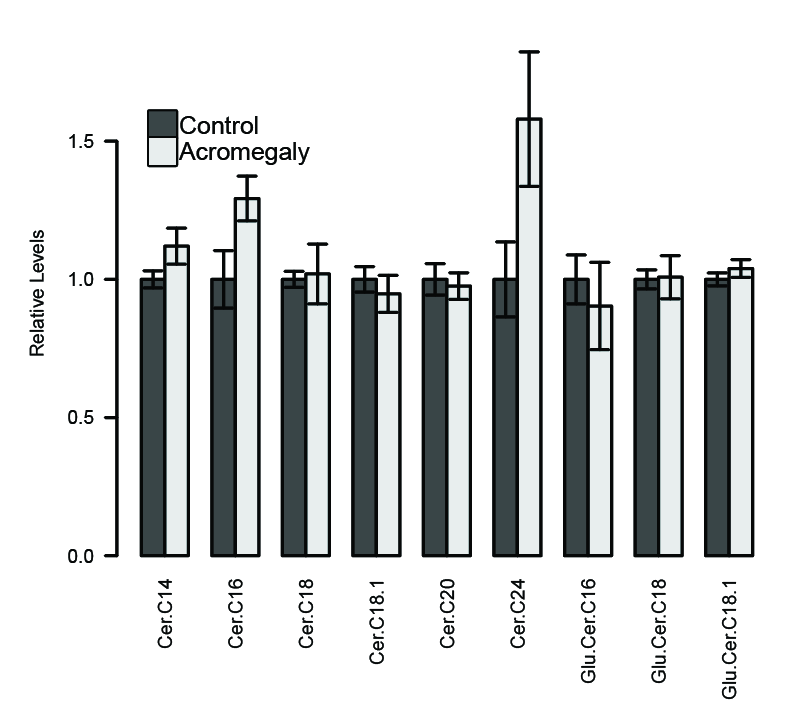 Control
Acromegaly
Relative Levels
1.5
1.0
0.5
0.0
Cer.C14
Cer.C16
Cer.C18
Cer.C18.1
Cer.C20
Cer.C24
Glu.Cer.C16
Glu.Cer.C18
Glu.Cer.C18.1